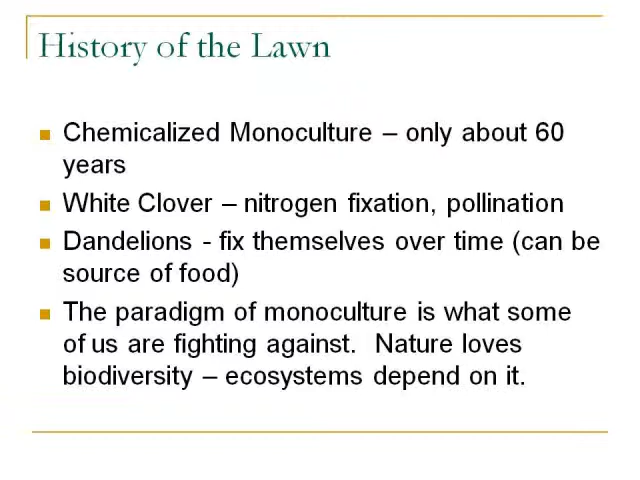 History of the Lawn
Chemicalized Monoculture – only about 60
years
White Clover – nitrogen fixation, pollination
Dandelions - fix themselves over time (can be
source of food)
The paradigm of monoculture is what some
of us are fighting against.  Nature loves
biodiversity – ecosystems depend on it.